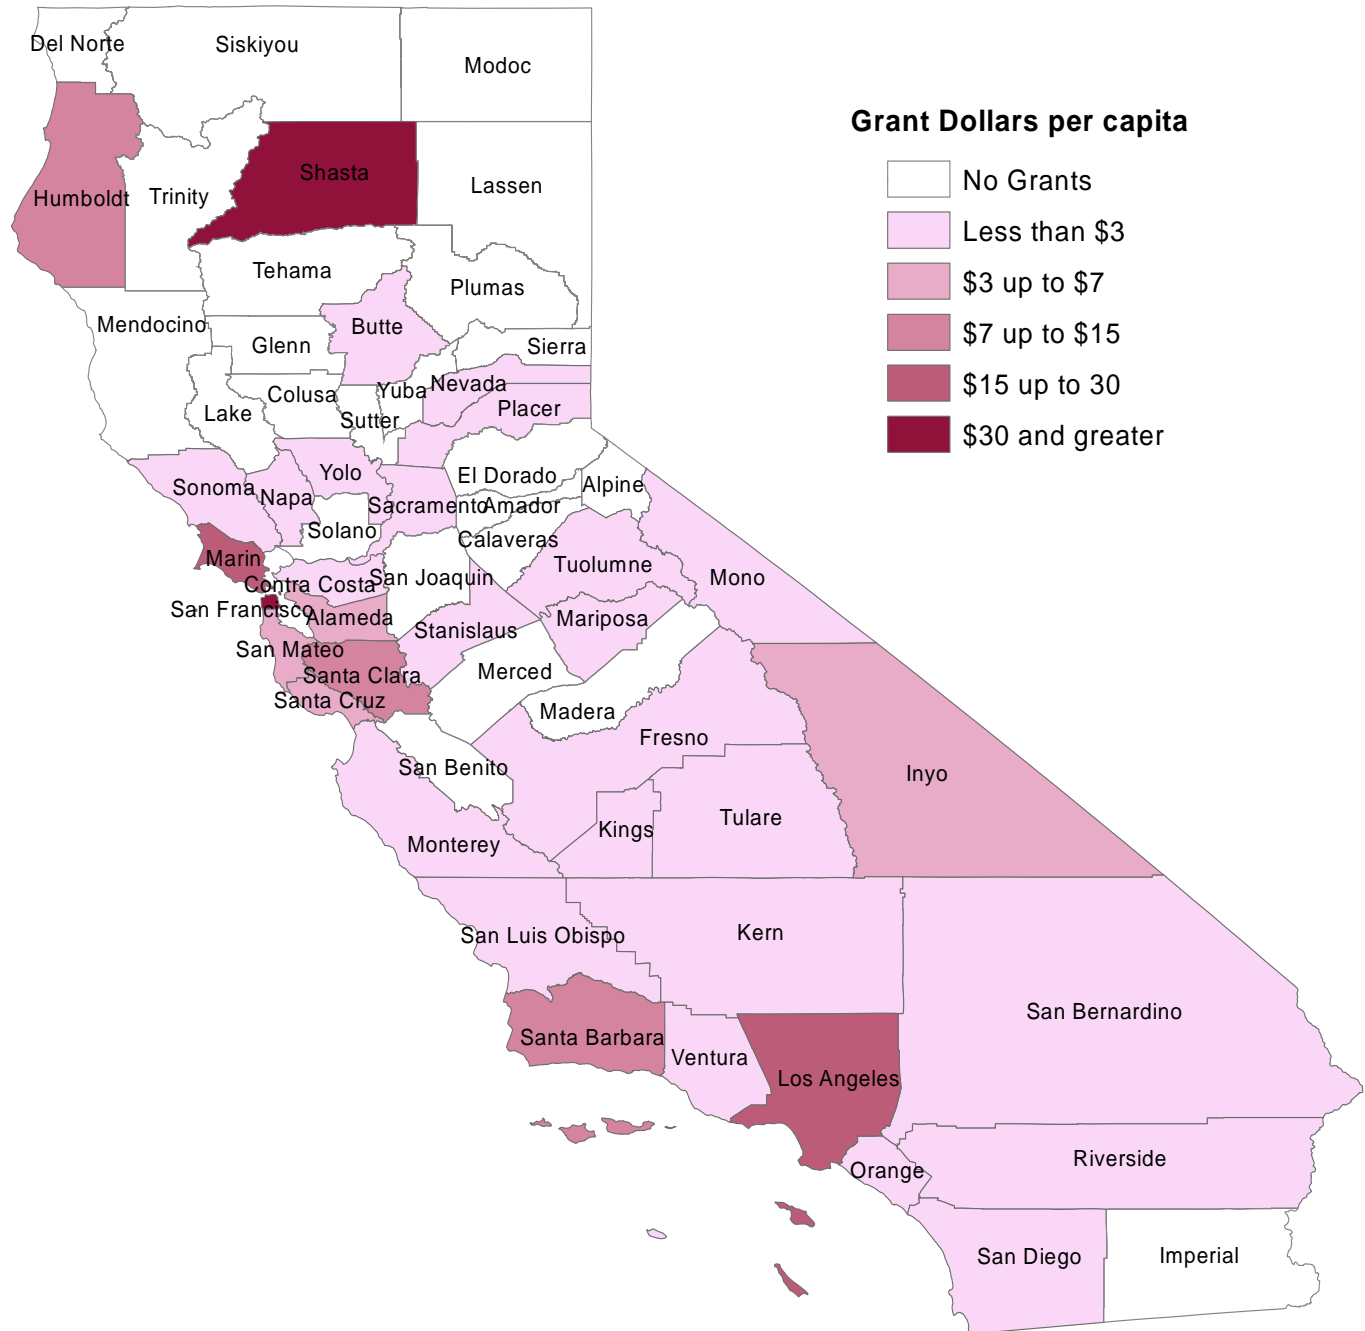 Del Norte
Siskiyou
Modoc
Grant Dollars per capita
No Grants
Less than $3
$3 up to $7
$7 up to $15
$15 up to 30
$30 and greater
Shasta
Humboldt
Trinity
Lassen
Tehama
Plumas
Mendocino
Butte
Glenn
Sierra
Colusa
Yuba
Nevada
Lake
Sutter
Placer
Sonoma
Napa
Yolo
El Dorado
Alpine
Sacramento
Amador
Solano
Calaveras
Marin
Contra Costa
San Joaquin
Tuolumne
Mono
San Francisco
Alameda
Stanislaus
Mariposa
San Mateo
Santa Clara
Merced
Santa Cruz
Madera
Fresno
San Benito
Inyo
Kings
Tulare
Monterey
San Luis Obispo
Kern
San Bernardino
Santa Barbara
Ventura
Los Angeles
Orange
Riverside
San Diego
Imperial